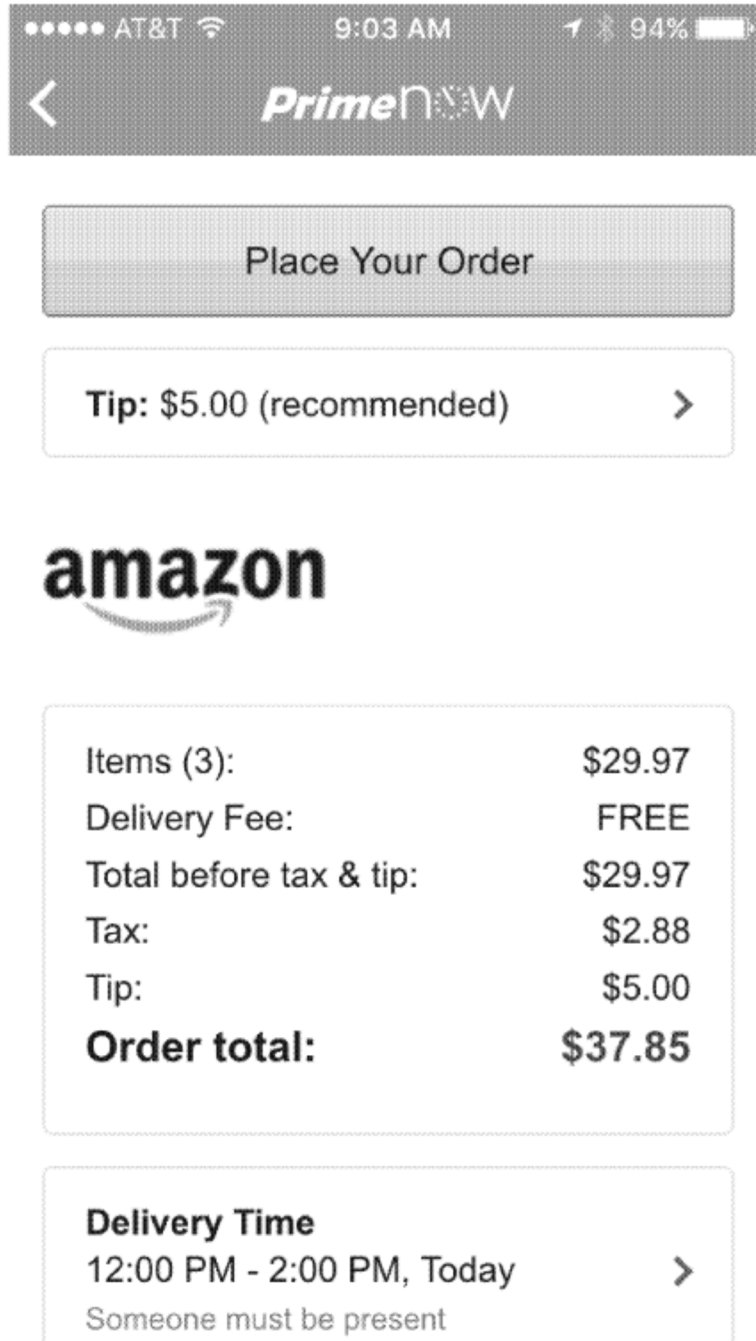 AT&T 9:03 AM 94%
Prime now
Place Your Order
Tip: $5.00 (recommended)
amazon
Items (3): $29.97
Delivery Fee: FREE
Total before tax & tip: $29.97
Tax: $2.88
Tip: $5.00
Order total: $37.85
Delivery Time
12:00 PM - 2:00 PM, Today
Someone must be present